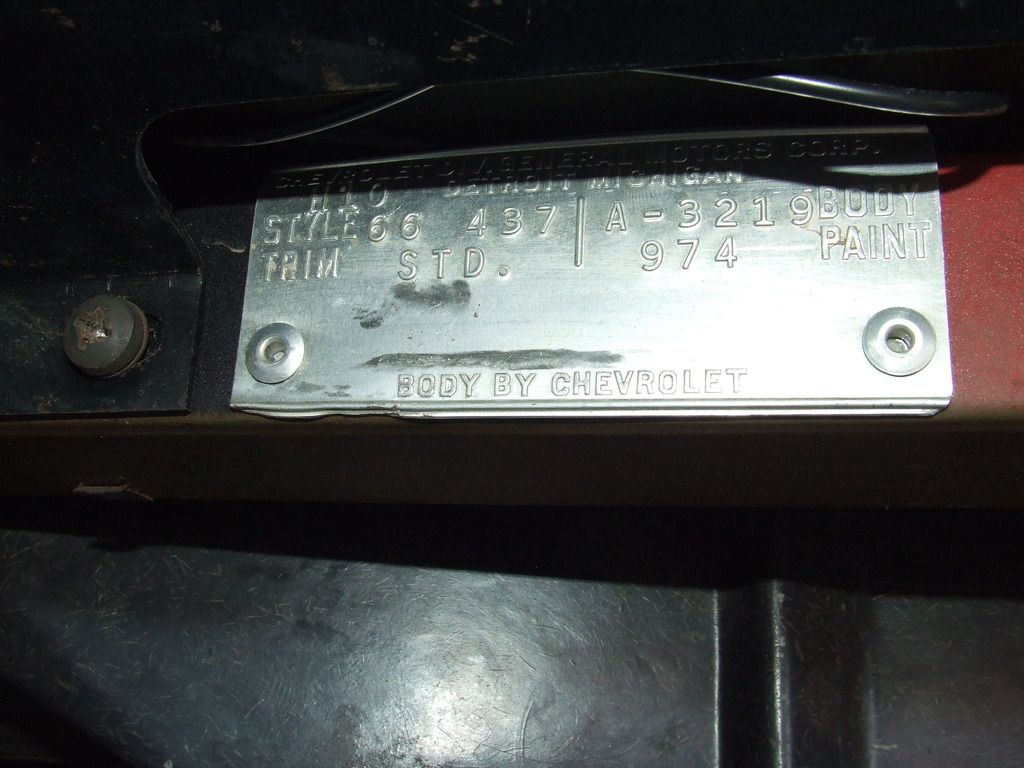 CHEVROLET DIV. GENERAL MOTORS CORP.
DETROIT MICHIGAN
STYLE 66 437 | A-3219 BODY
TRIM STD. 974 PAINT
BODY BY CHEVROLET